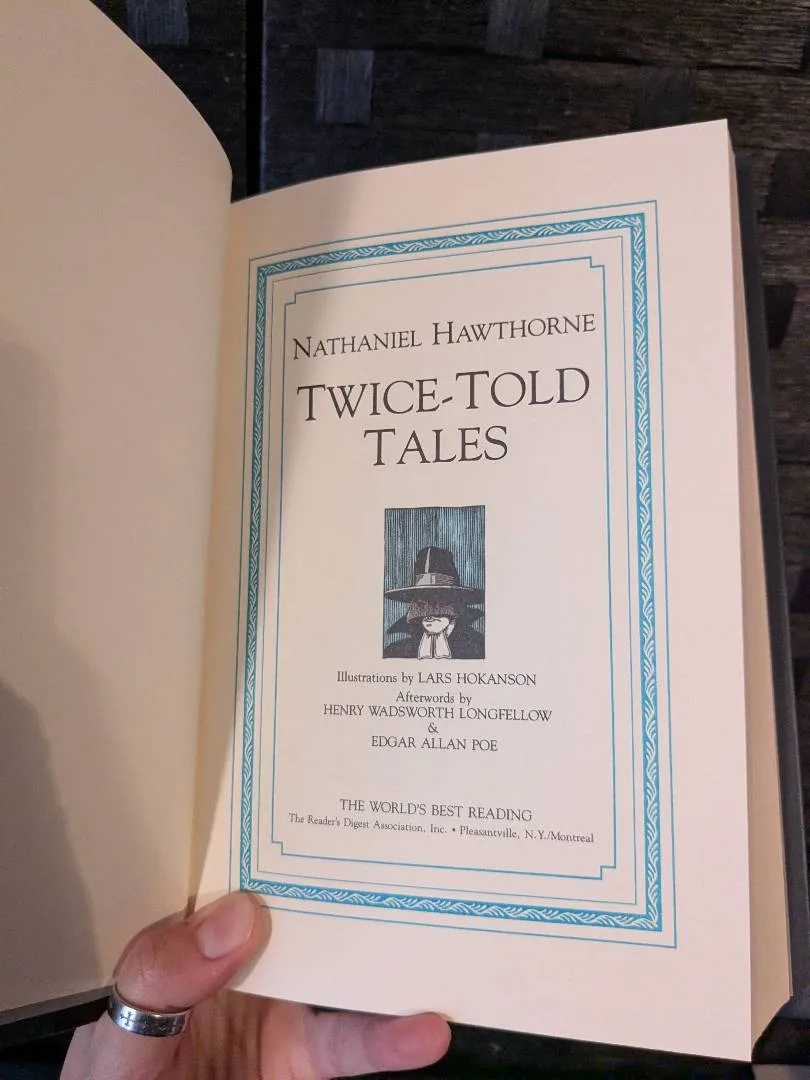 NATHANIEL HAWTHORNE
TWICE-TOLD
TALES
Illustrations by LARS HOKANSON
Afterwords by
HENRY WADSWORTH LONGFELLOW
&
EDGAR ALLAN POE
THE WORLD'S BEST READING
The Reader's Digest Association, Inc. • Pleasantville, N.Y./Montreal